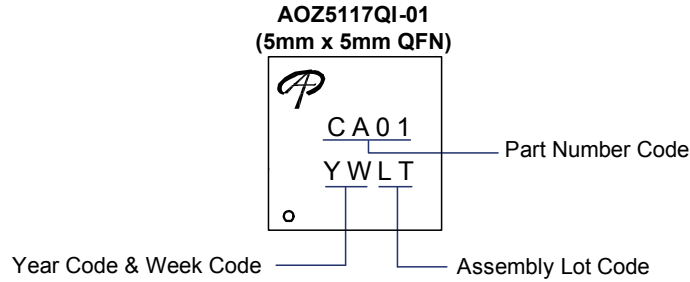 AOZ5117QI-01
(5mm x 5mm QFN)
CA01
Part Number Code
YWLT
Year Code & Week Code
Assembly Lot Code